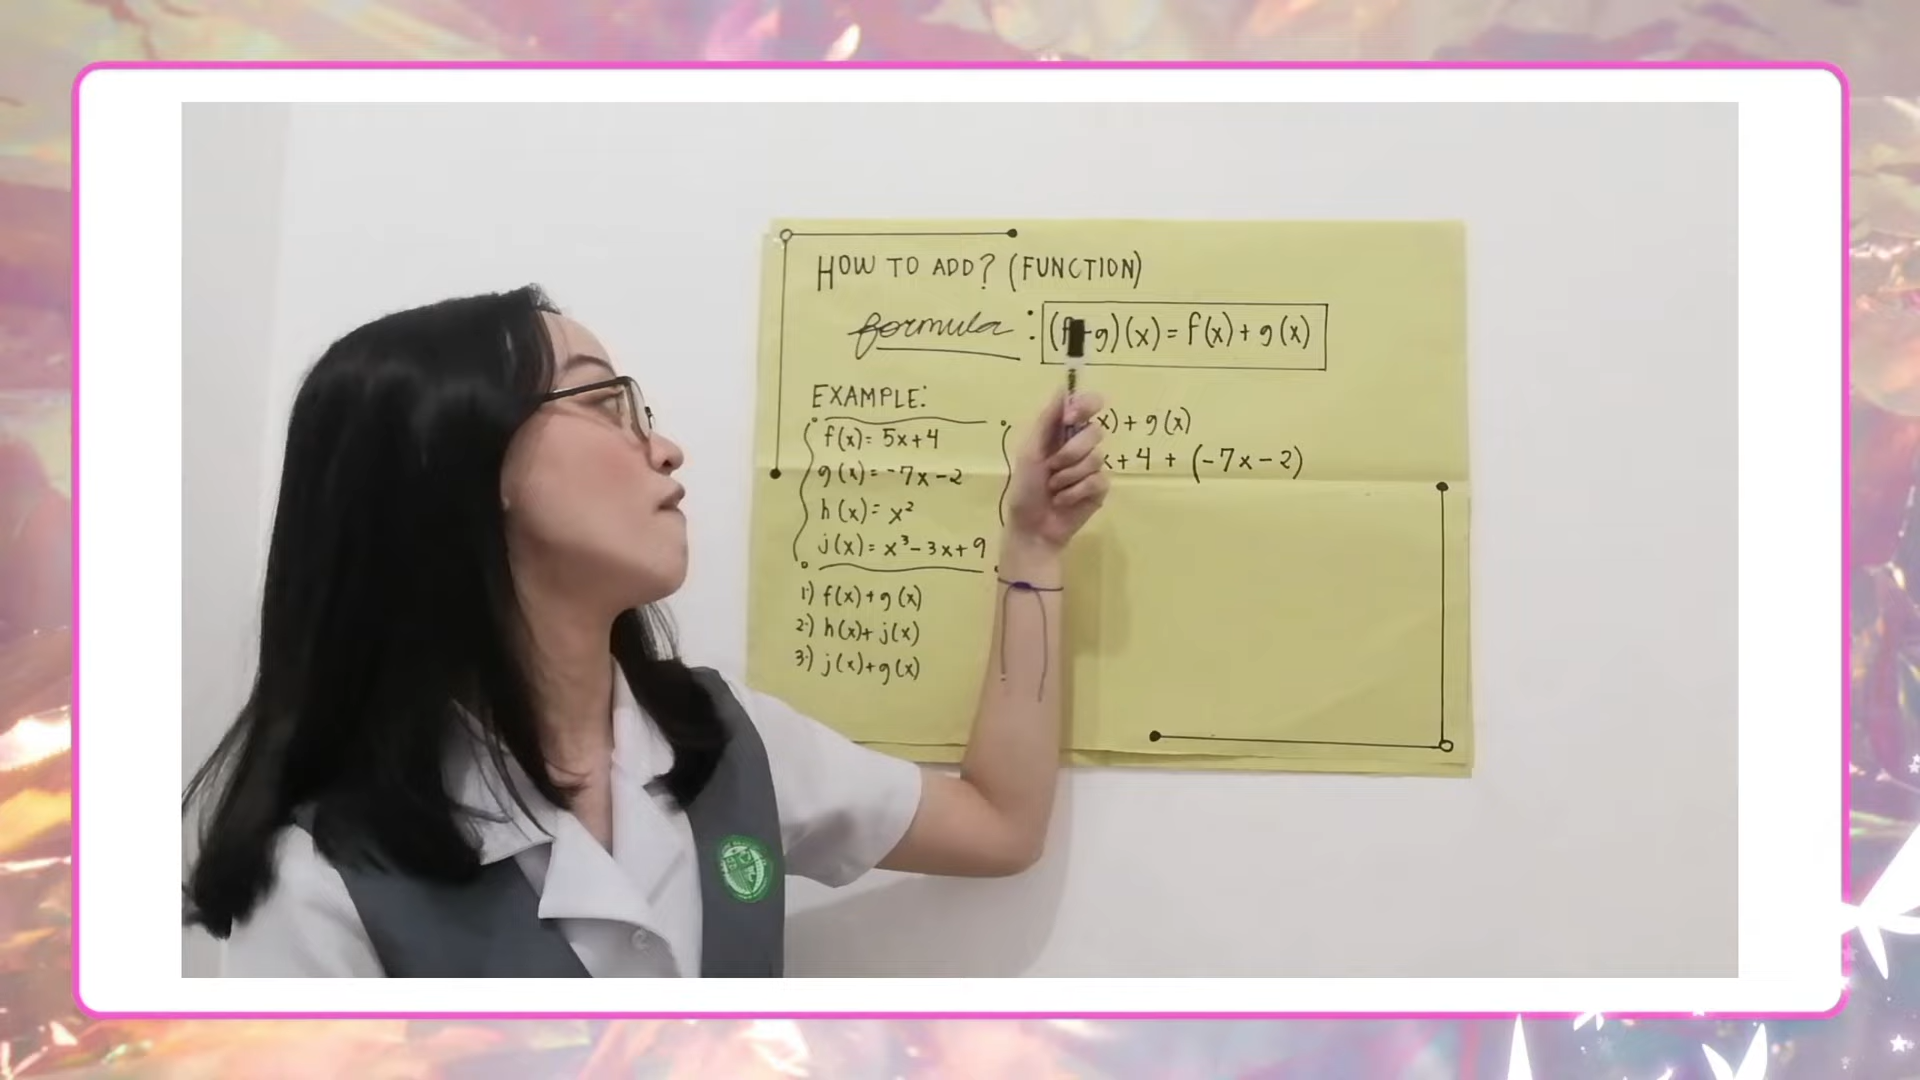 HOW TO ADD? (FUNCTION)
formula : (f+g)(x) = f(x) + g(x)
EXAMPLE:
f(x) = 5x+4
g(x) = -7x-2
h(x) = x²
j(x) = x³-3x+9
1.) f(x)+g(x)
2.) h(x)+j(x)
3.) j(x)+g(x)
x) + g(x)
x+4 + (-7x-2)